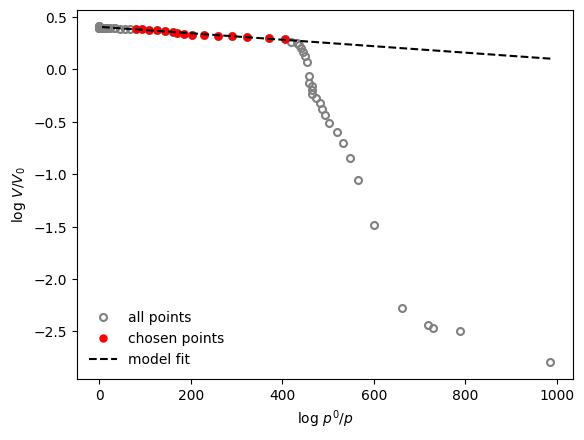 0.5
0.0
−0.5
−1.0
−1.5
−2.0
−2.5
log V/V₀
all points
chosen points
model fit
0
200
400
600
800
1000
log p⁰/p